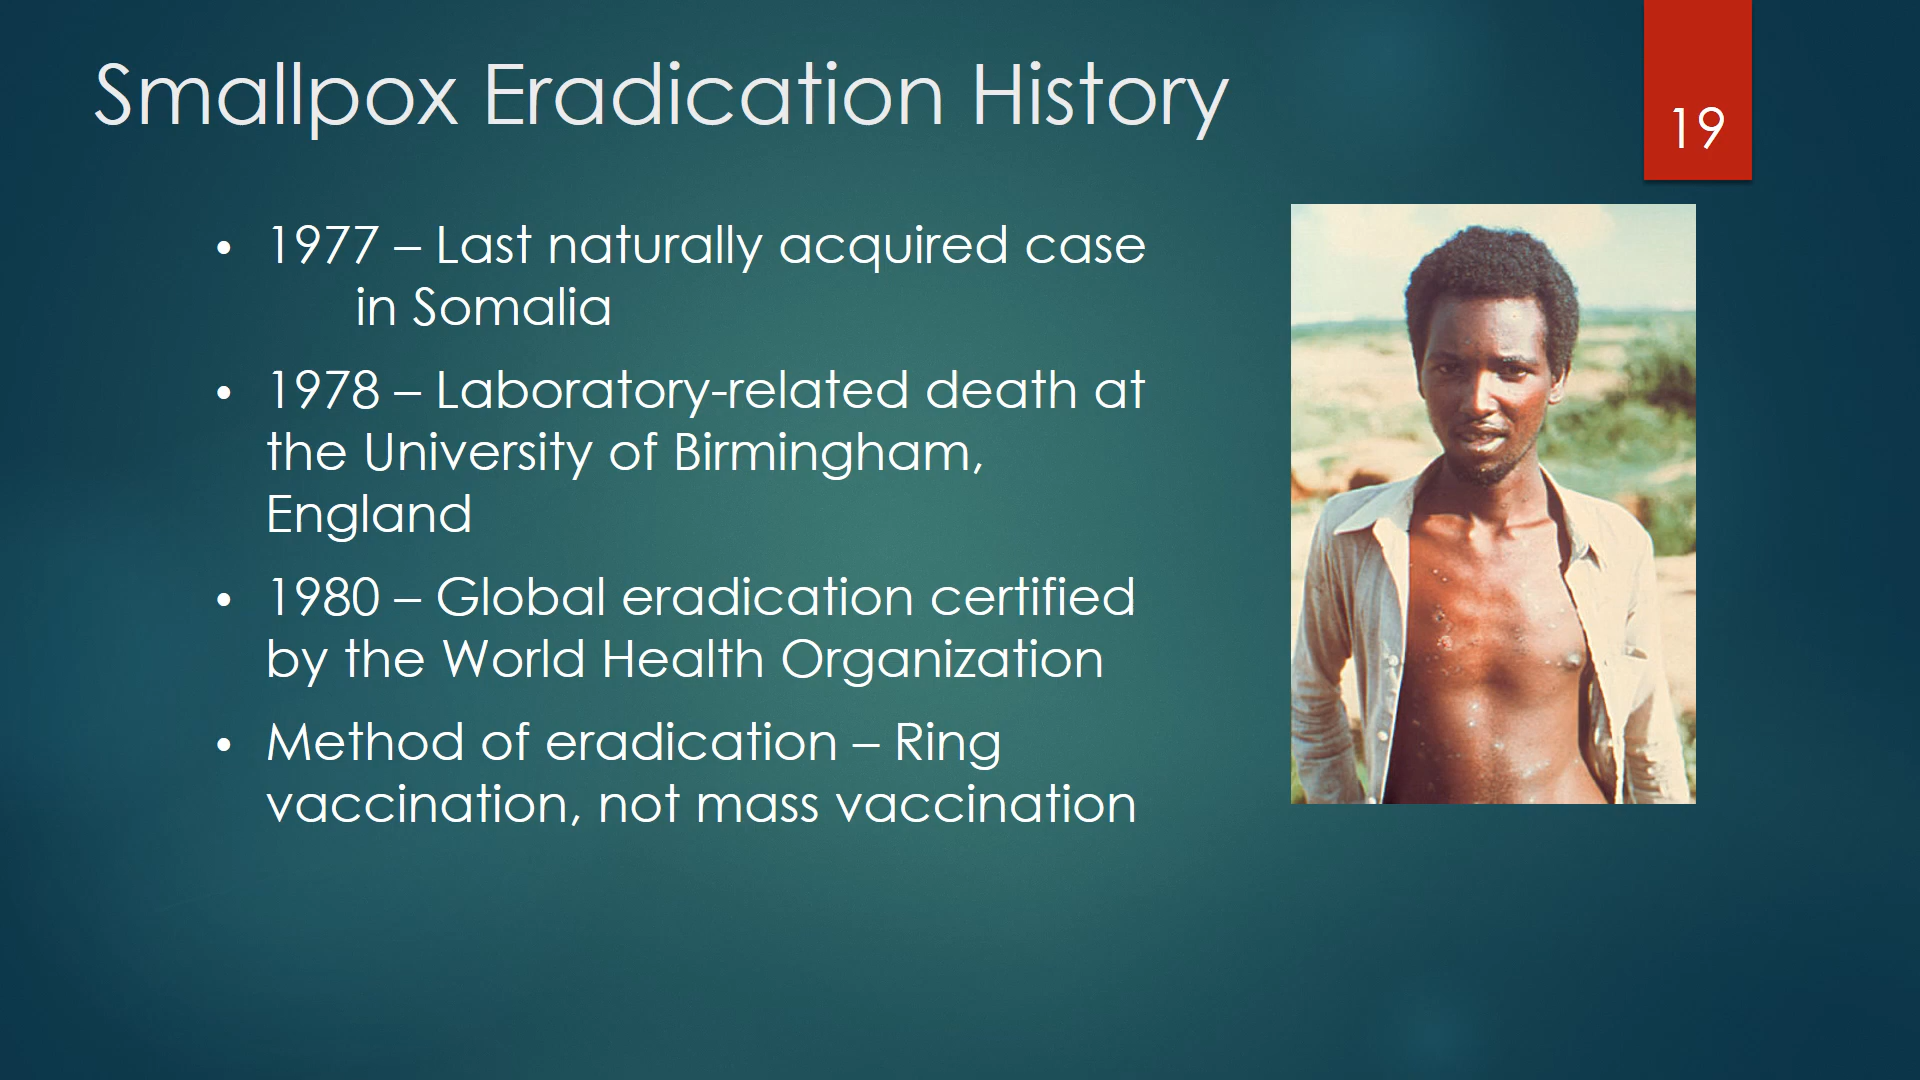 Smallpox Eradication History
19
• 1977 – Last naturally acquired case
in Somalia
• 1978 – Laboratory-related death at
the University of Birmingham,
England
• 1980 – Global eradication certified
by the World Health Organization
• Method of eradication – Ring
vaccination, not mass vaccination